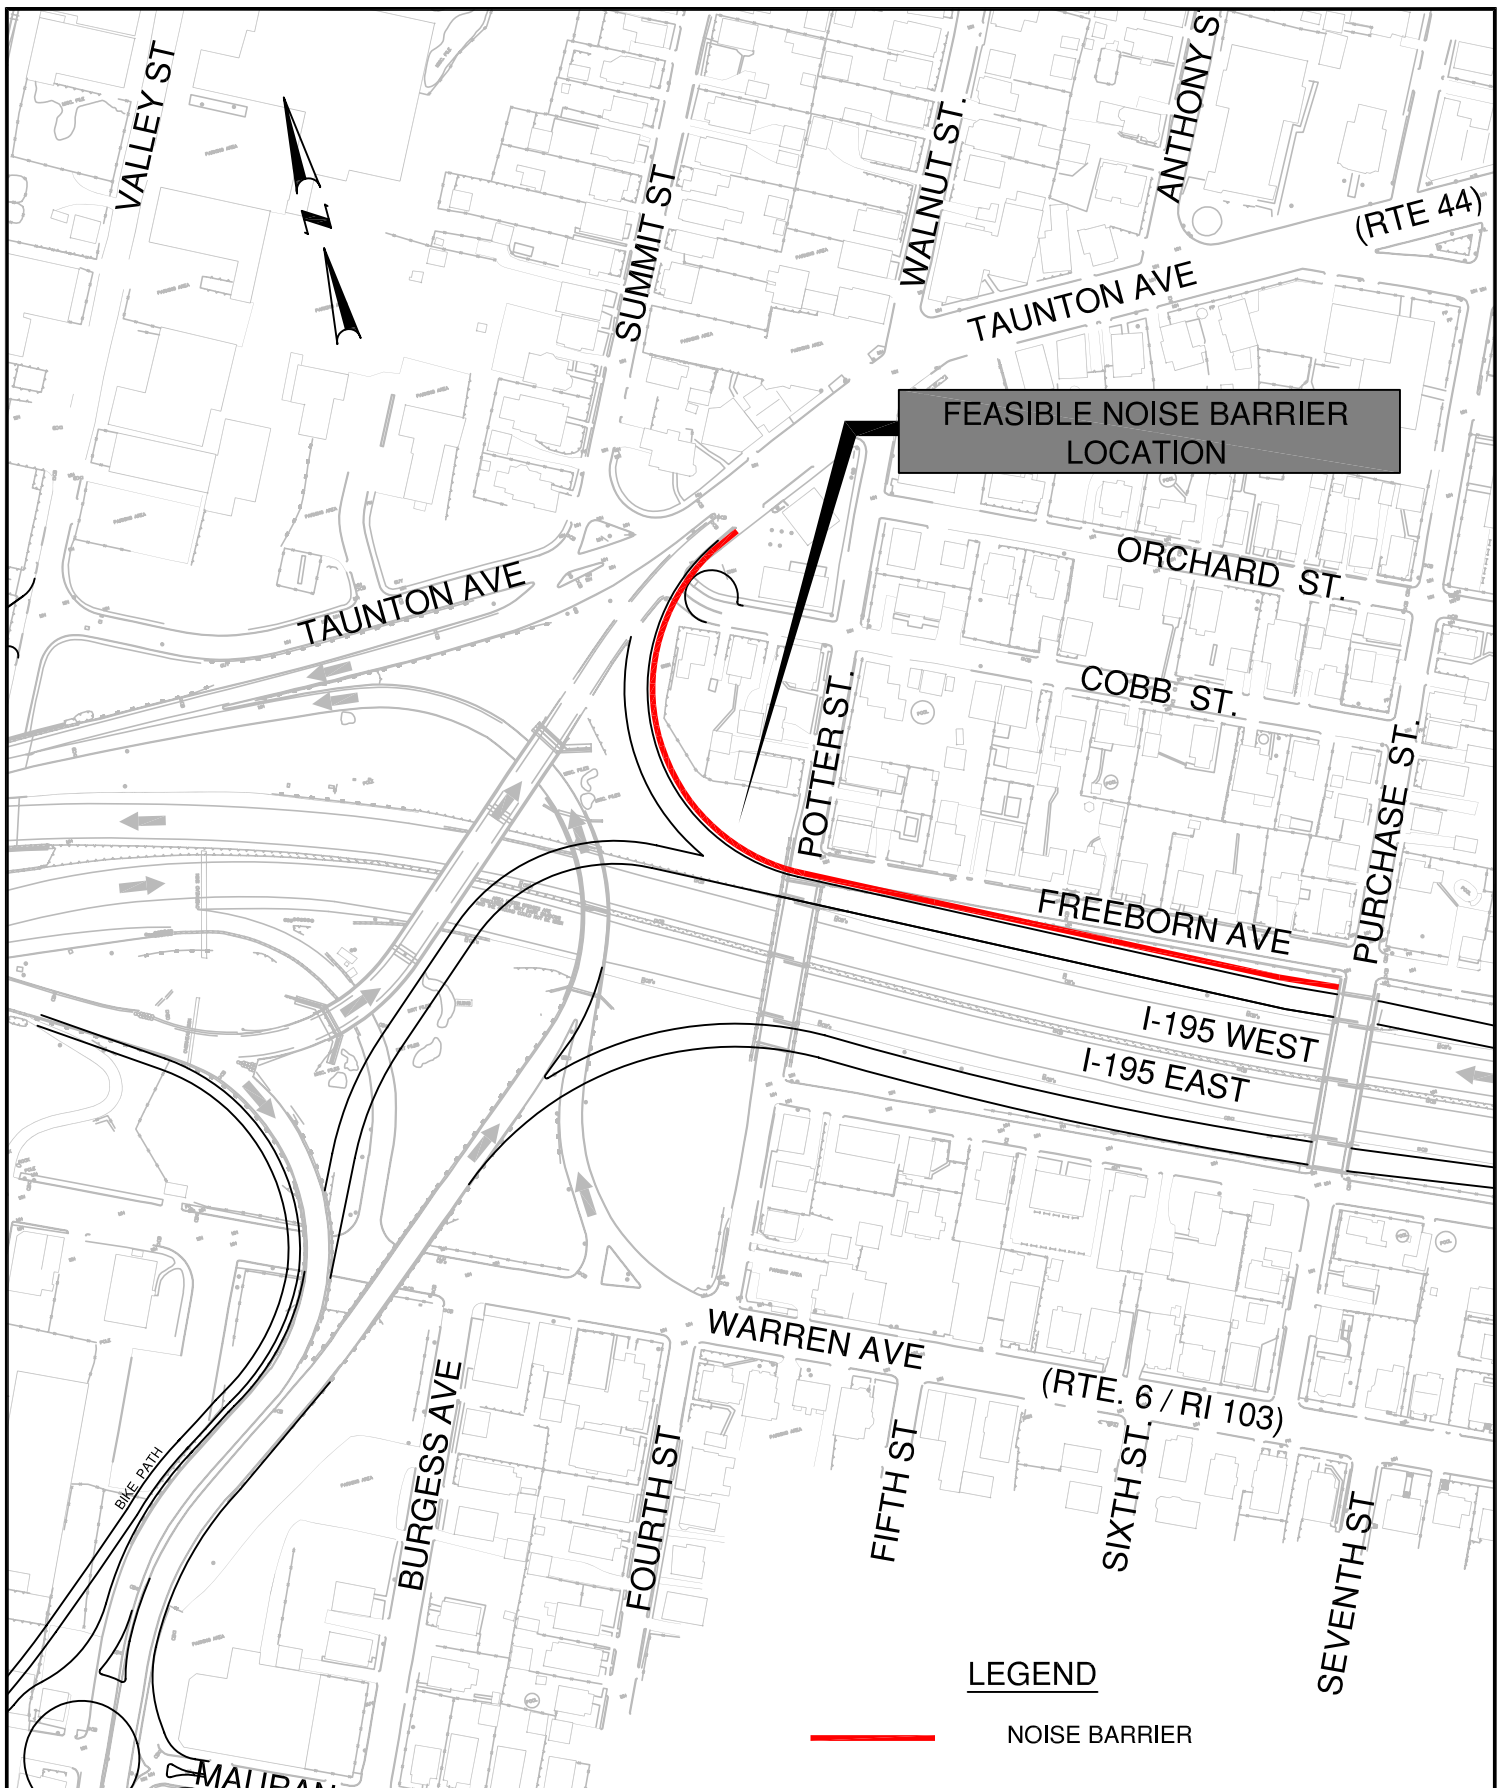 VALLEY ST
SUMMIT ST
WALNUT ST.
ANTHONY S
(RTE 44)
TAUNTON AVE
N
FEASIBLE NOISE BARRIER
LOCATION
ORCHARD ST.
TAUNTON AVE
COBB ST.
POTTER ST.
PURCHASE ST.
FREEBORN AVE
I-195 WEST
I-195 EAST
WARREN AVE
(RTE. 6 / RI 103)
BURGESS AVE
FOURTH ST
FIFTH ST
SIXTH ST.
SEVENTH ST
BIKE PATH
LEGEND
NOISE BARRIER
MAURAN